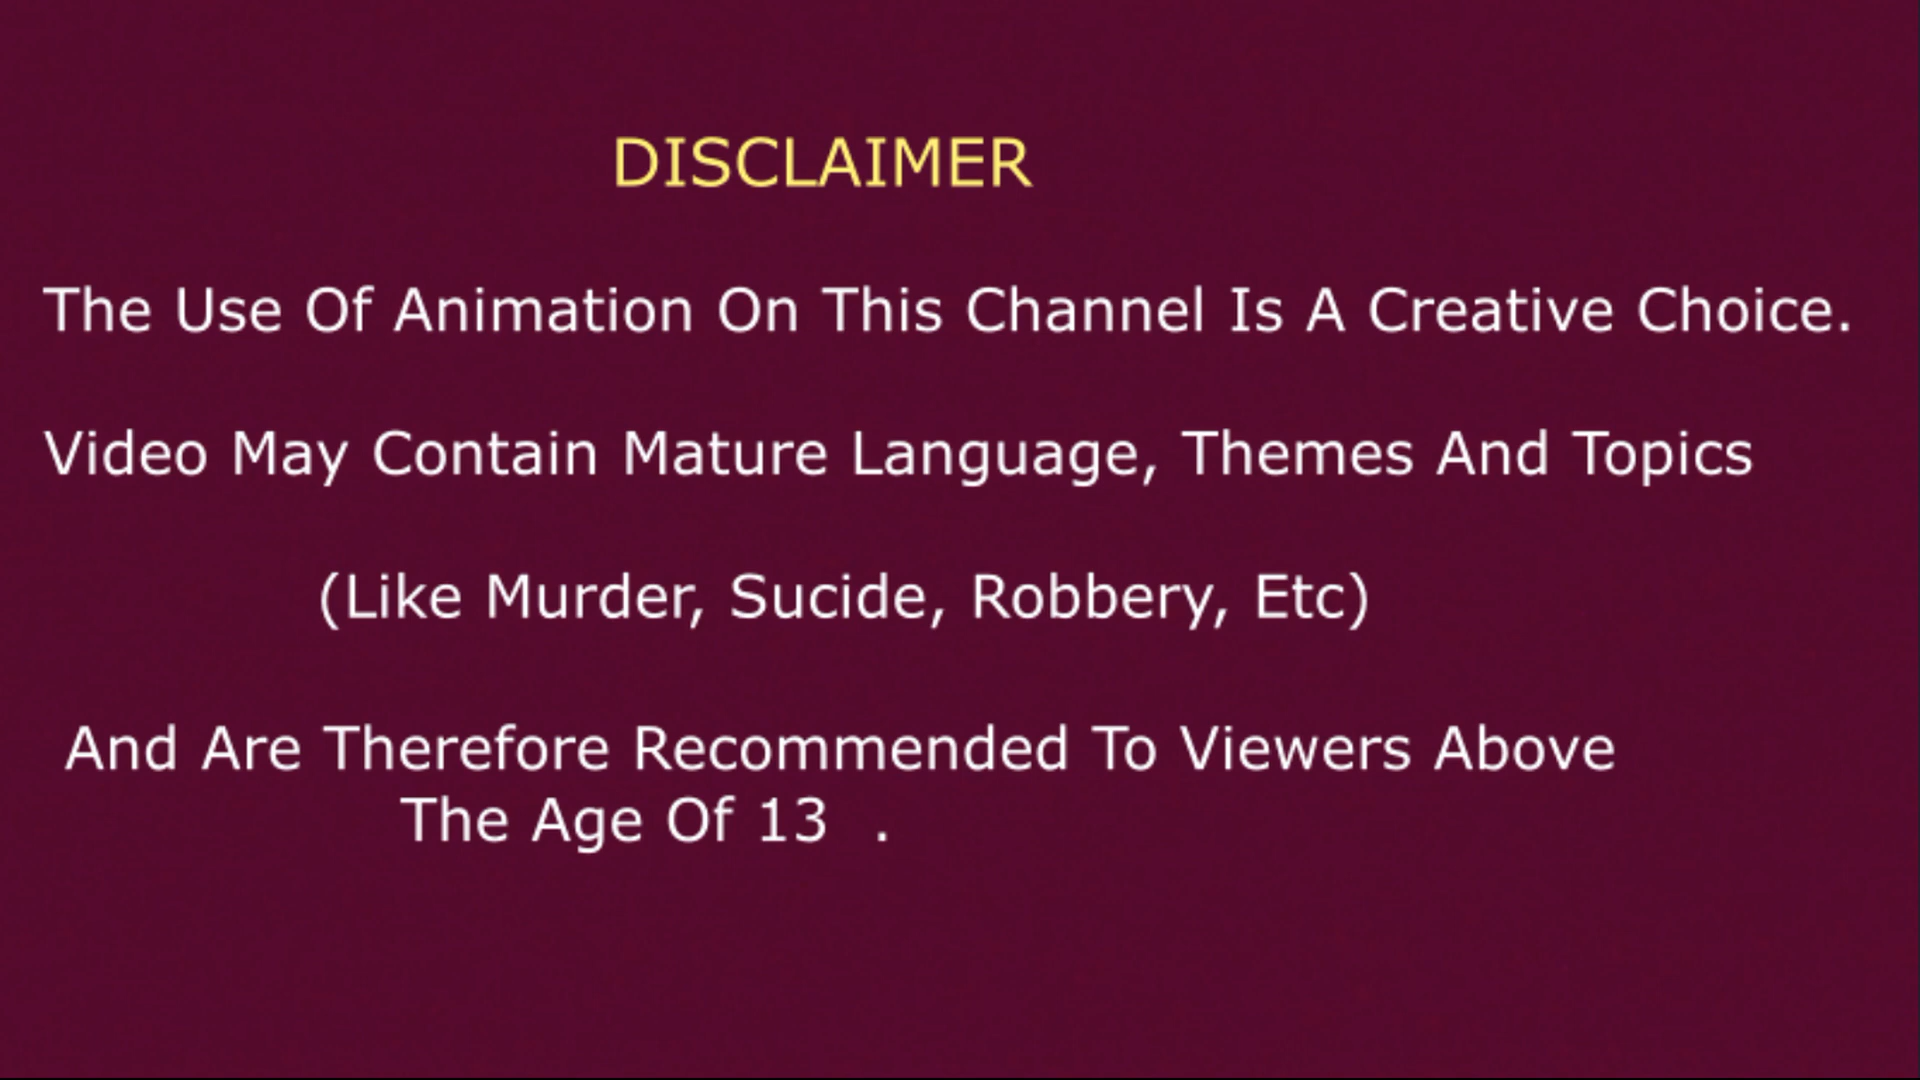 DISCLAIMER
The Use Of Animation On This Channel Is A Creative Choice.
Video May Contain Mature Language, Themes And Topics
(Like Murder, Sucide, Robbery, Etc)
And Are Therefore Recommended To Viewers Above
The Age Of 13 .